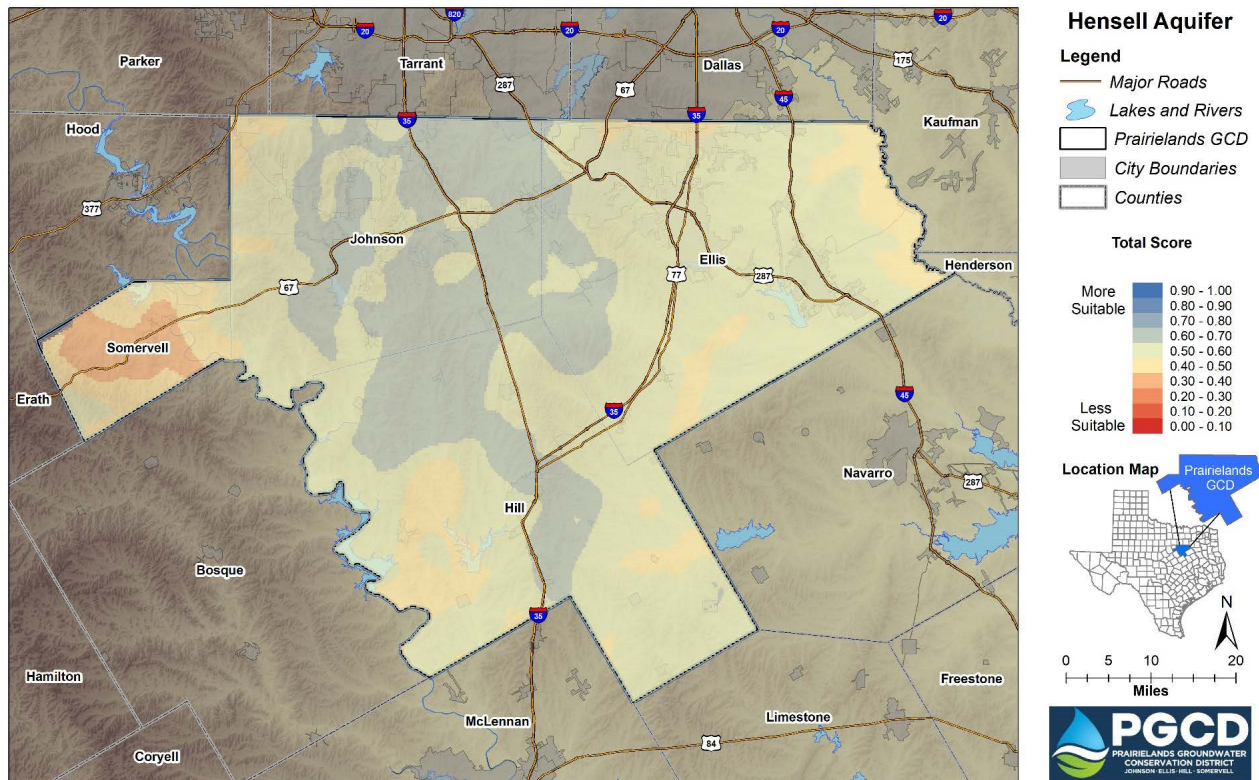 820
20
20
20
20
Parker
Tarrant
Dallas
287
67
175
45
Hood
35
35
Kaufman
377
Johnson
Ellis
Henderson
77
287
67
Somervell
Erath
35
45
Navarro
287
Hill
Bosque
35
Hamilton
Freestone
McLennan
Limestone
84
Coryell
Hensell Aquifer
Legend
Major Roads
Lakes and Rivers
Prairielands GCD
City Boundaries
Counties
Total Score
More
Suitable
0.90 - 1.00
0.80 - 0.90
0.70 - 0.80
0.60 - 0.70
0.50 - 0.60
0.40 - 0.50
0.30 - 0.40
0.20 - 0.30
0.10 - 0.20
0.00 - 0.10
Less
Suitable
Location Map
Prairielands
GCD
N
0 5 10 20
Miles
PGCD
PRAIRIELANDS GROUNDWATER
CONSERVATION DISTRICT
JOHNSON · ELLIS · HILL · SOMERVELL